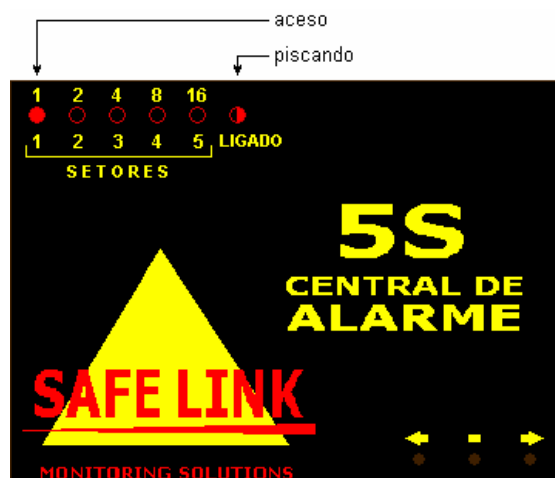 aceso
piscando
1 2 4 8 16
1 2 3 4 5 LIGADO
SETORES
5S
CENTRAL DE
ALARME
SAFE LINK
MONITORING SOLUTIONS